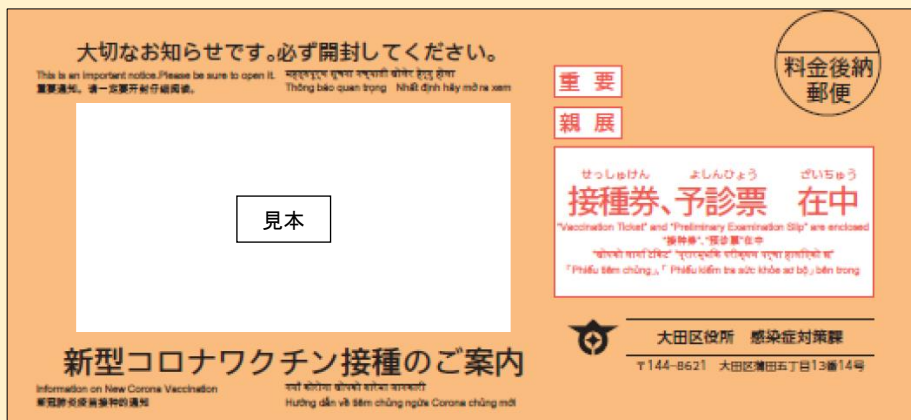 大切なお知らせです。必ず開封してください。
This is an important notice.Please be sure to open it.
重要通知。请一定要开封仔细阅读。
Thông báo quan trọng Nhất định hãy mở ra xem
料金後納
郵便
重要
親展
見本
せっしゅけん よしんひょう ざいちゅう
接種券、予診票 在中
"Vaccination Ticket" and "Preliminary Examination Slip" are enclosed
"接种券"、"预诊票"在中
「Phiếu tiêm chủng」、「Phiếu kiểm tra sức khỏe sơ bộ」bên trong
新型コロナワクチン接種のご案内
Information on New Corona Vaccination
新冠肺炎疫苗接种的通知
Hướng dẫn về tiêm chủng ngừa Corona chủng mới
大田区役所 感染症対策課
〒144-8621 大田区蒲田五丁目13番14号